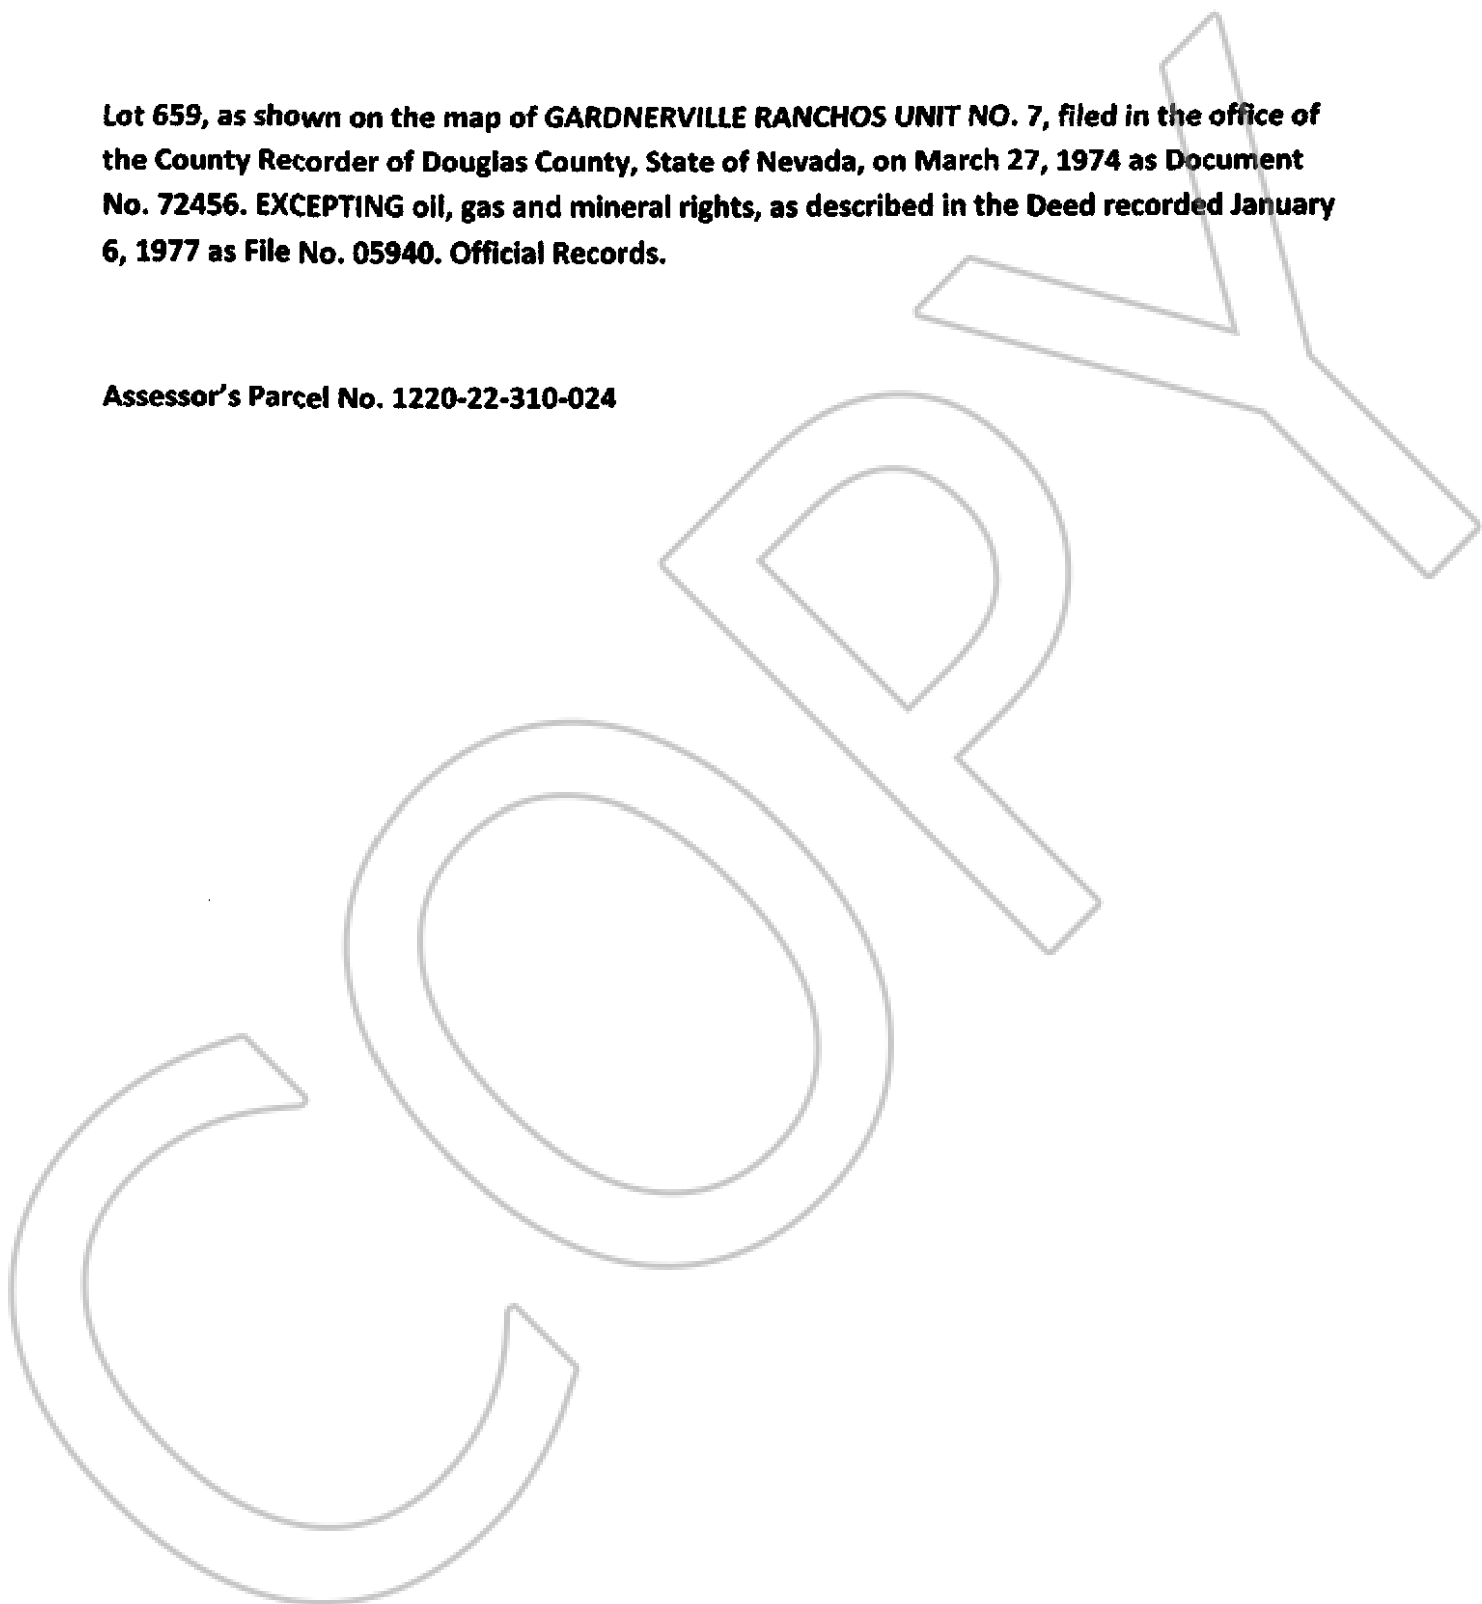 Lot 659, as shown on the map of GARDNERVILLE RANCHOS UNIT NO. 7, filed in the office of
the County Recorder of Douglas County, State of Nevada, on March 27, 1974 as Document
No. 72456. EXCEPTING oil, gas and mineral rights, as described in the Deed recorded January
6, 1977 as File No. 05940. Official Records.
Assessor's Parcel No. 1220-22-310-024
COPY